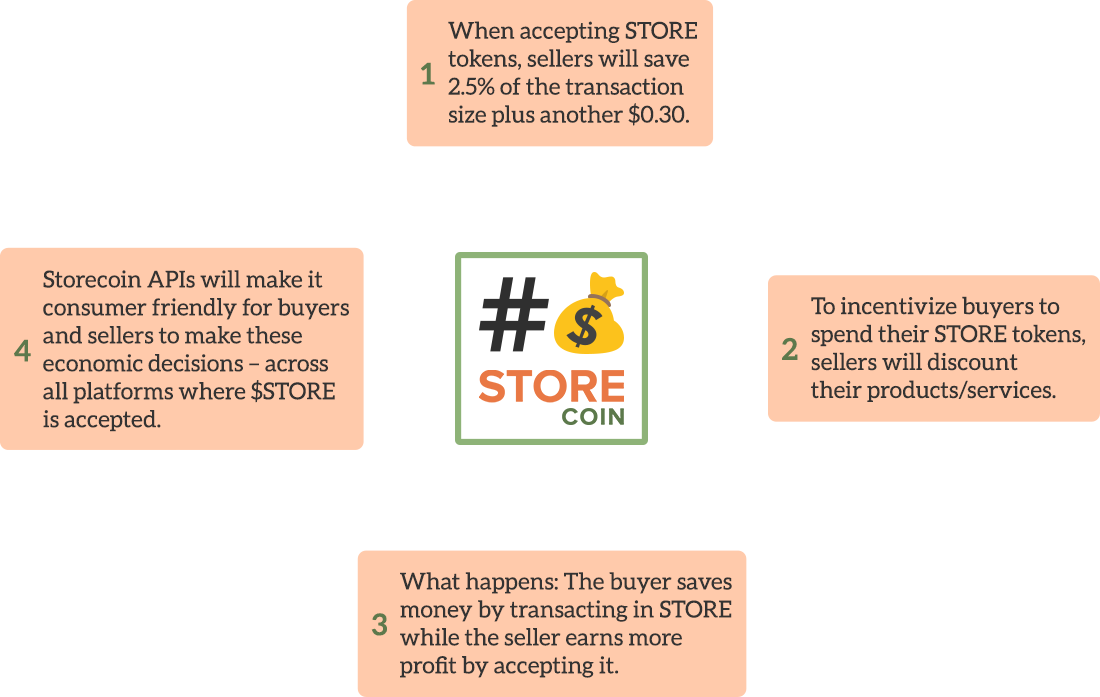 1
When accepting STORE
tokens, sellers will save
2.5% of the transaction
size plus another $0.30.
2
To incentivize buyers to
spend their STORE tokens,
sellers will discount
their products/services.
3
What happens: The buyer saves
money by transacting in STORE
while the seller earns more
profit by accepting it.
4
Storecoin APIs will make it
consumer friendly for buyers
and sellers to make these
economic decisions – across
all platforms where $STORE
is accepted.
#
$
STORE
COIN